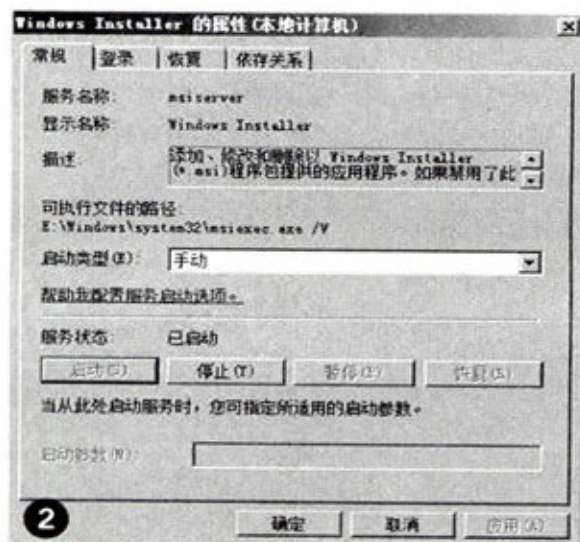 Windows Installer 的属性(本地计算机)
常规 登录 恢复 依存关系
服务名称: msiserver
显示名称: Windows Installer
描述: 添加、修改和删除以 Windows Installer
(*.msi)程序包提供的应用程序。如果禁用了此
可执行文件的路径:
E:\Windows\system32\msiexec.exe /V
启动类型(E): 手动
帮助我配置服务启动选项。
服务状态: 已启动
启动(S) 停止(T) 暂停(P) 恢复(R)
当从此处启动服务时，您可指定所适用的启动参数。
启动参数(M):
2
确定 取消 应用(A)